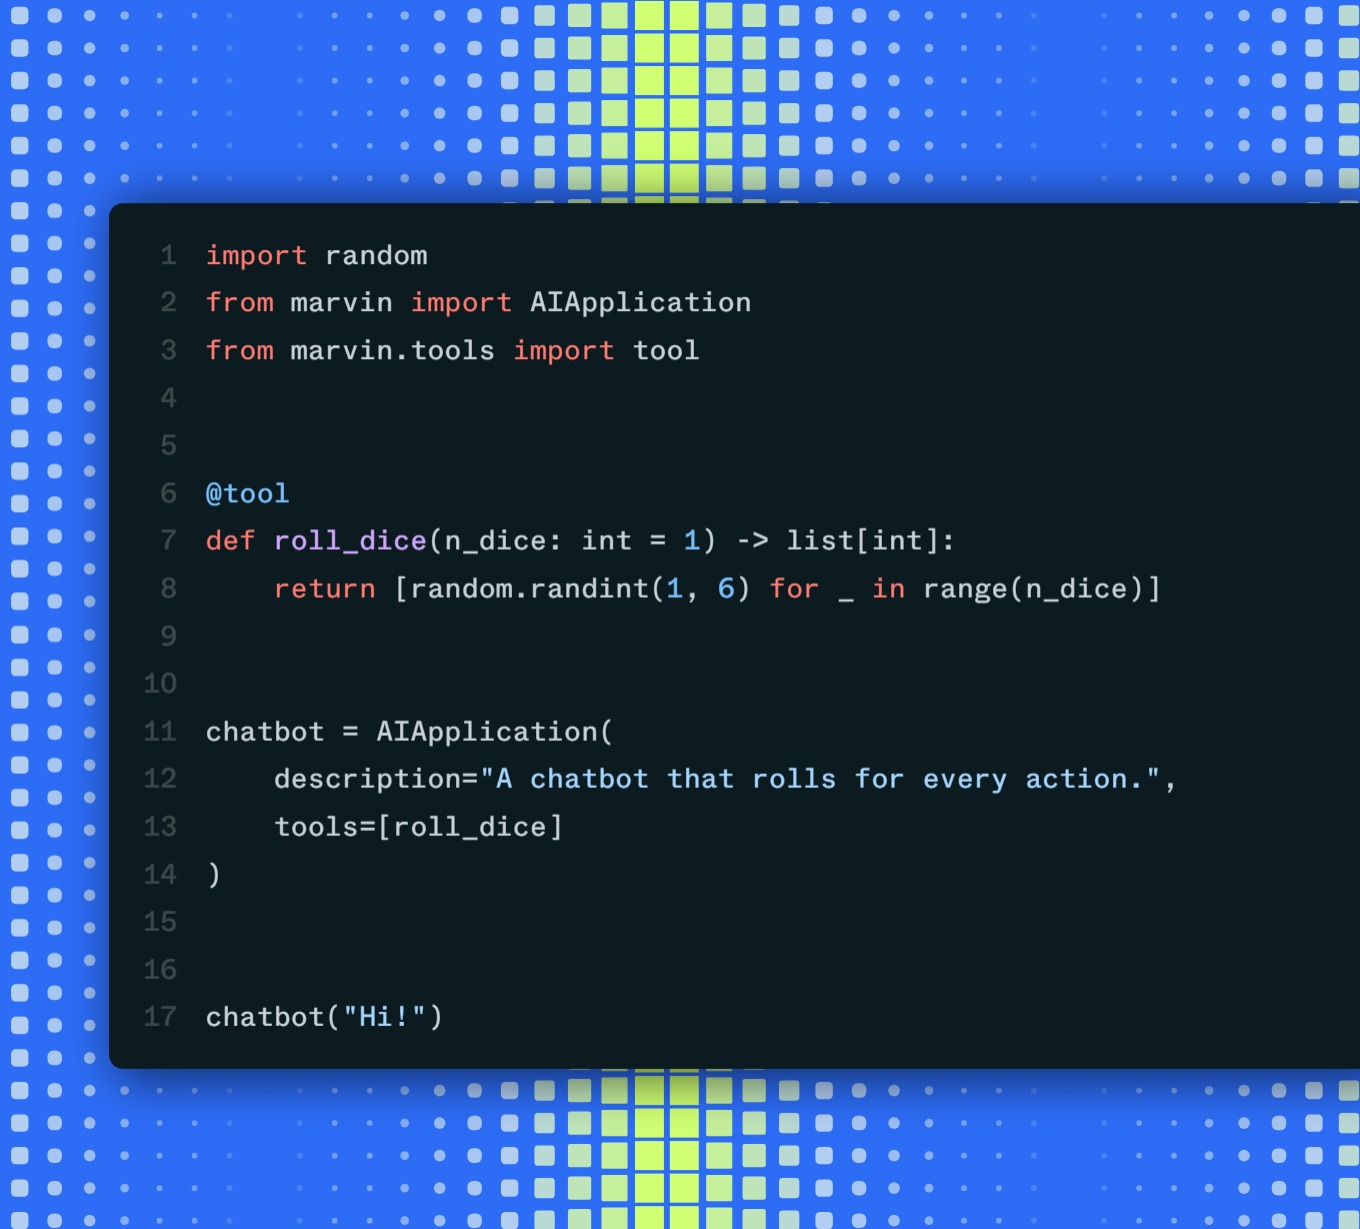 1 import random
2 from marvin import AIApplication
3 from marvin.tools import tool
4
5
6 @tool
7 def roll_dice(n_dice: int = 1) -> list[int]:
8     return [random.randint(1, 6) for _ in range(n_dice)]
9
10
11 chatbot = AIApplication(
12     description="A chatbot that rolls for every action.",
13     tools=[roll_dice]
14 )
15
16
17 chatbot("Hi!")